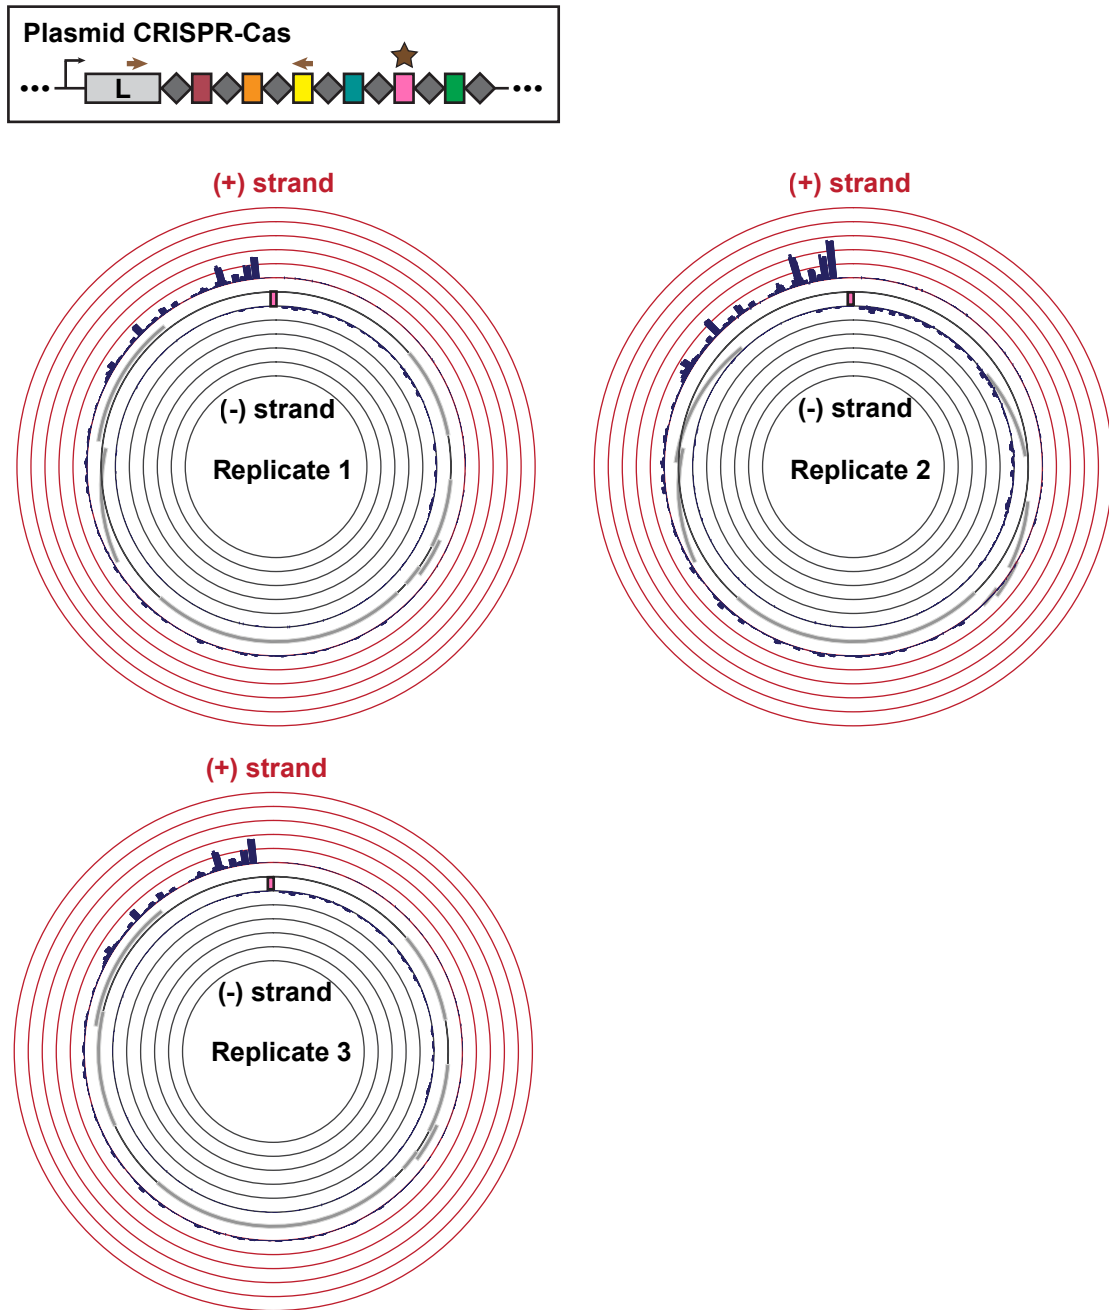 Plasmid CRISPR-Cas
L
(+) strand
(+) strand
(-) strand
(-) strand
Replicate 1
Replicate 2
(+) strand
(-) strand
Replicate 3